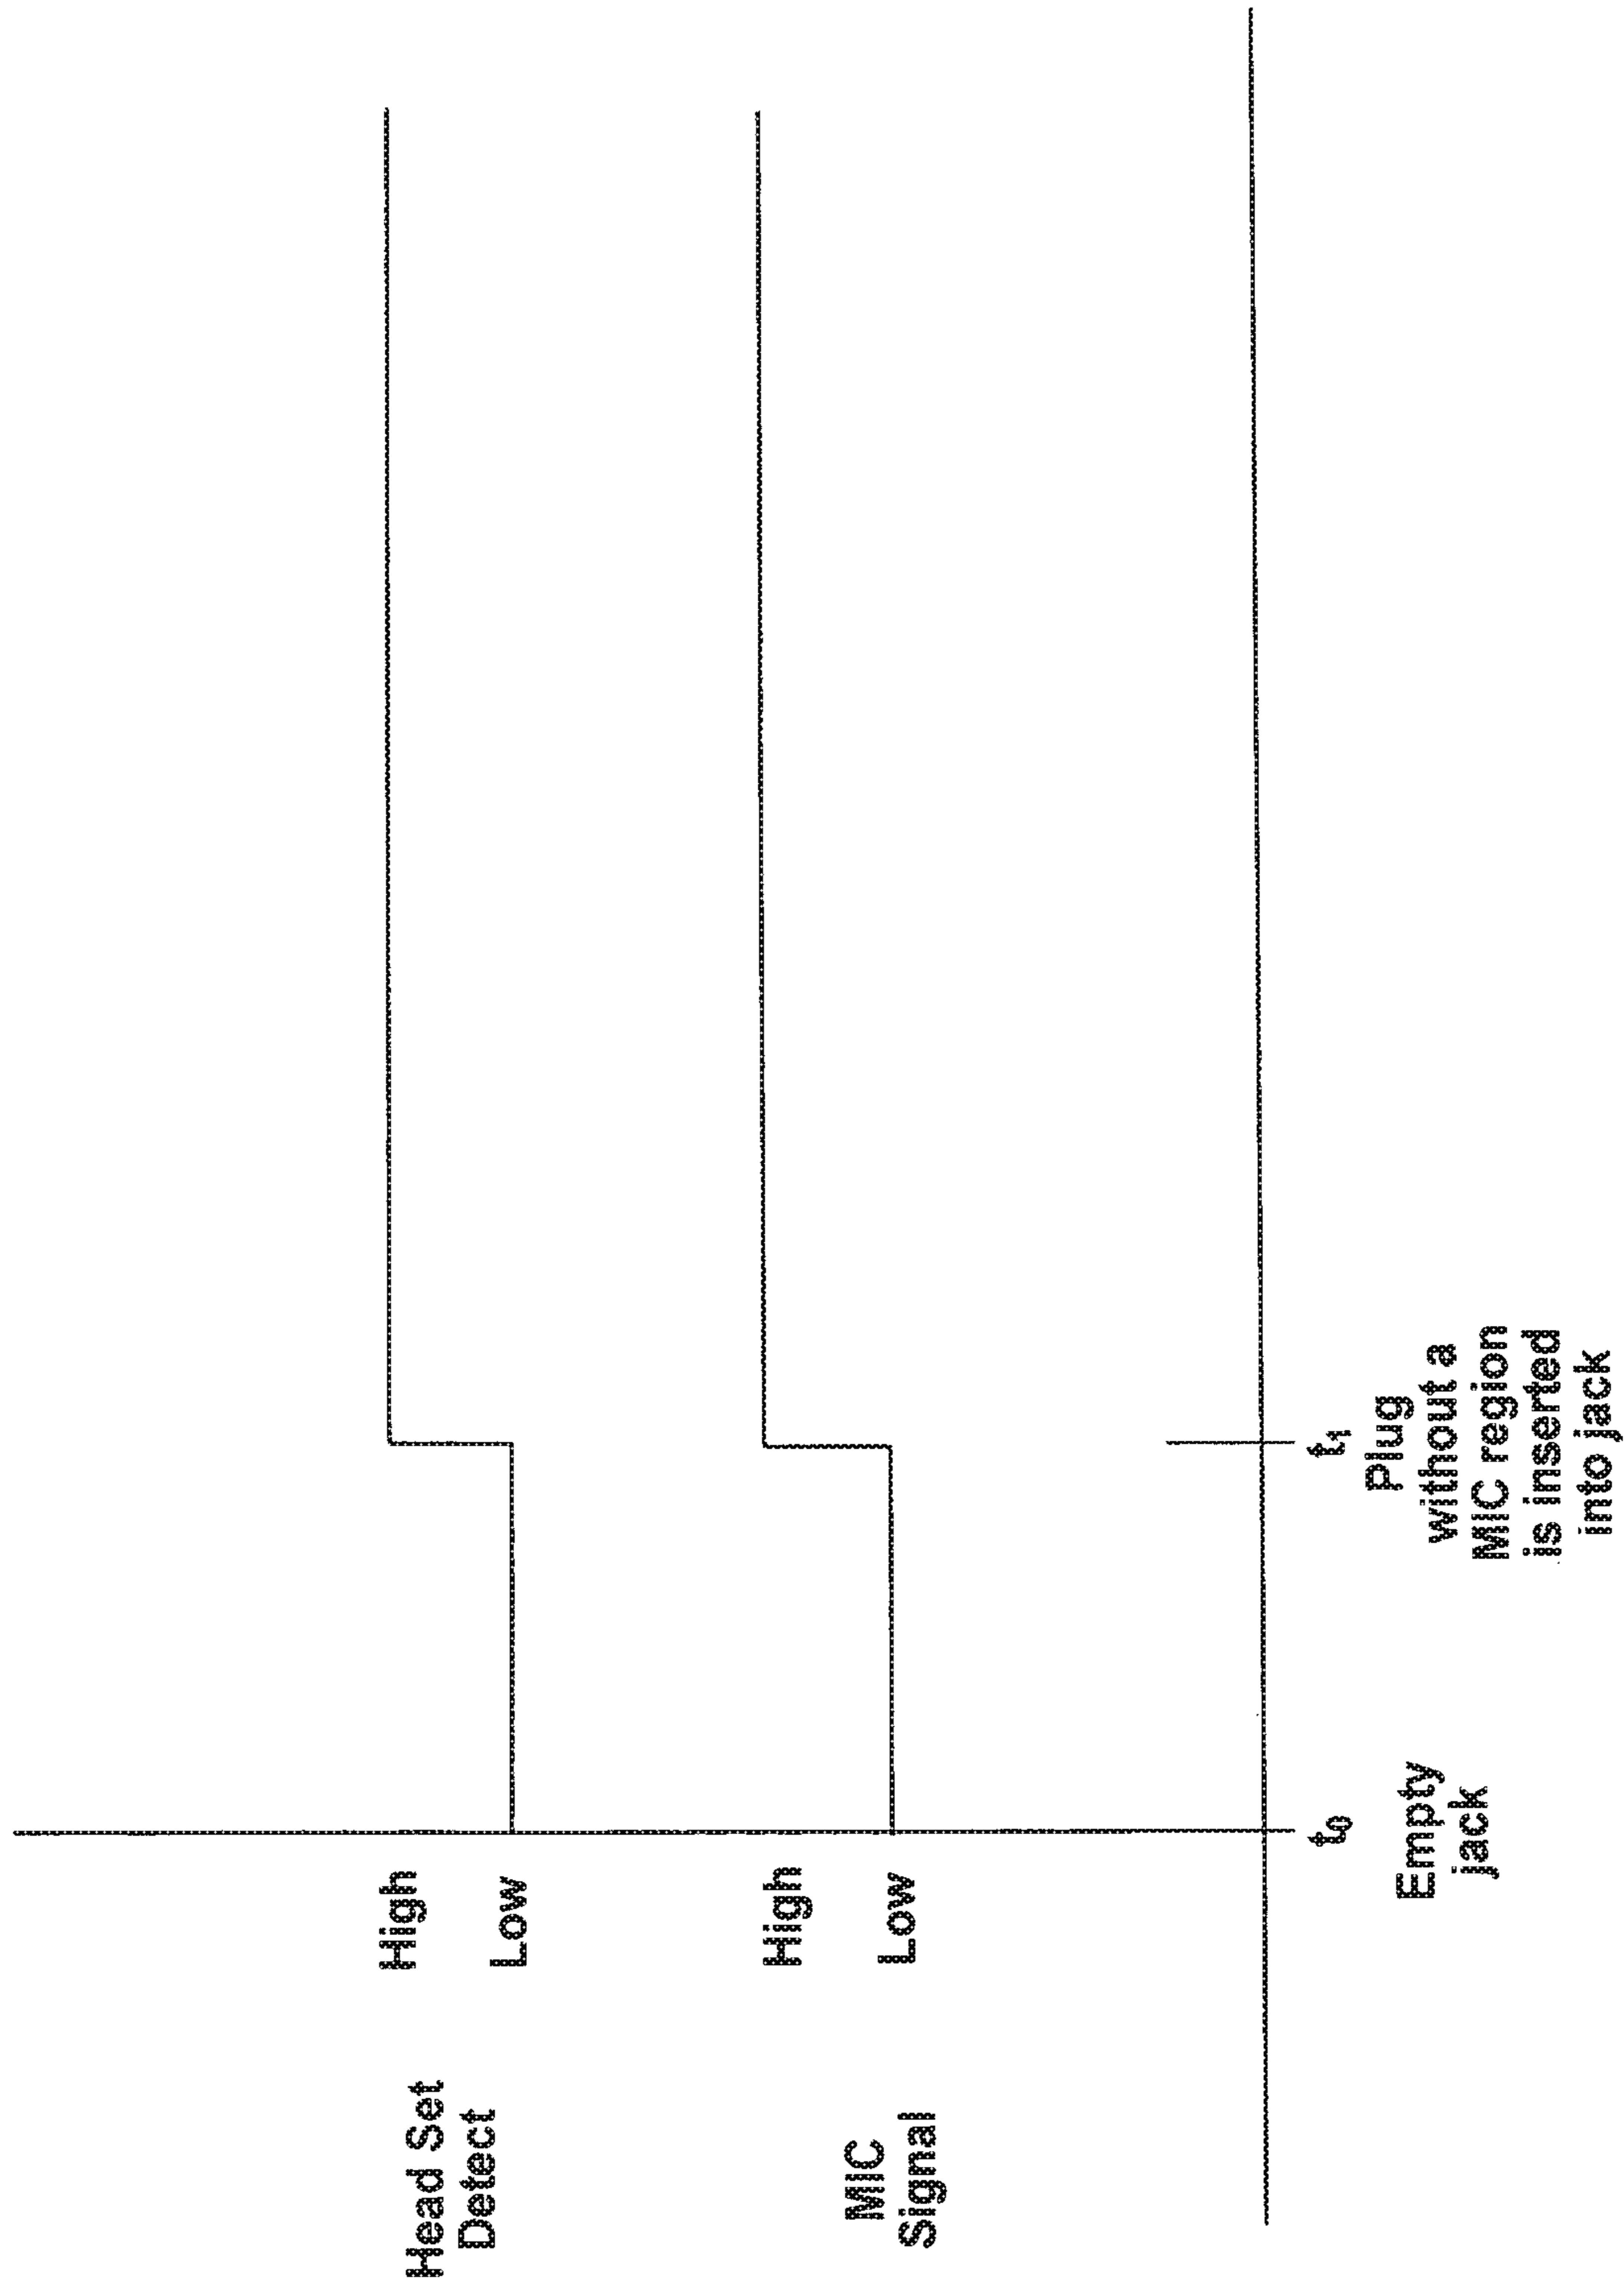 Head Set
Detect
High
Low
MIC
Signal
High
Low
t0
Empty
jack
t1
Plug
without a
MIC region
is inserted
into jack